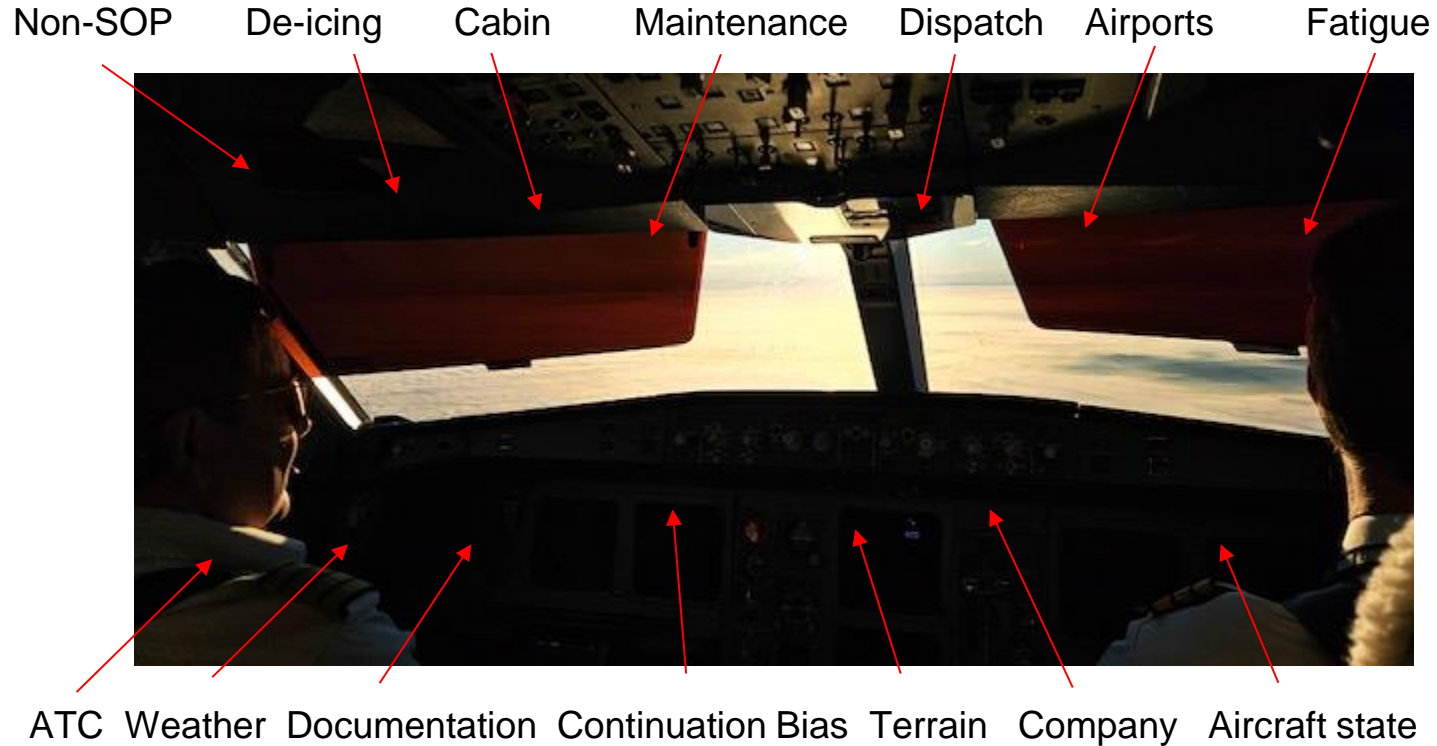 Non-SOP De-icing Cabin Maintenance Dispatch Airports Fatigue
ATC Weather Documentation Continuation Bias Terrain Company Aircraft state